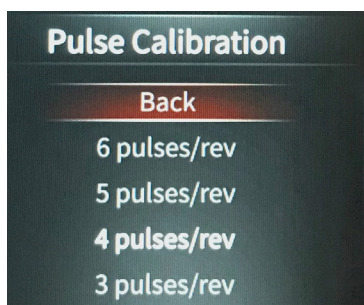 Pulse Calibration
Back
6 pulses/rev
5 pulses/rev
4 pulses/rev
3 pulses/rev